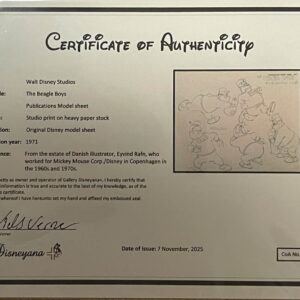 CERTIFICATE OF AUTHENTICITY
Walt Disney Studios
The Beagle Boys
Publications Model sheet
Studio print on heavy paper stock
Original Disney model sheet
1971
From the estate of Danish Illustrator, Eyvind Rafn, who
worked for Mickey Mouse Corp./Disney in Copenhagen in
the 1960s and 1970s.
as owner and operator of Gallery Disneyanan, I hereby certify that
information is true and accurate to the best of my knowledge, as of the
certificate.
whereof I have hereunto set my hand and affixed my embossed seal
Disneyana
Date of Issue: 7 November, 2025
CoA No.